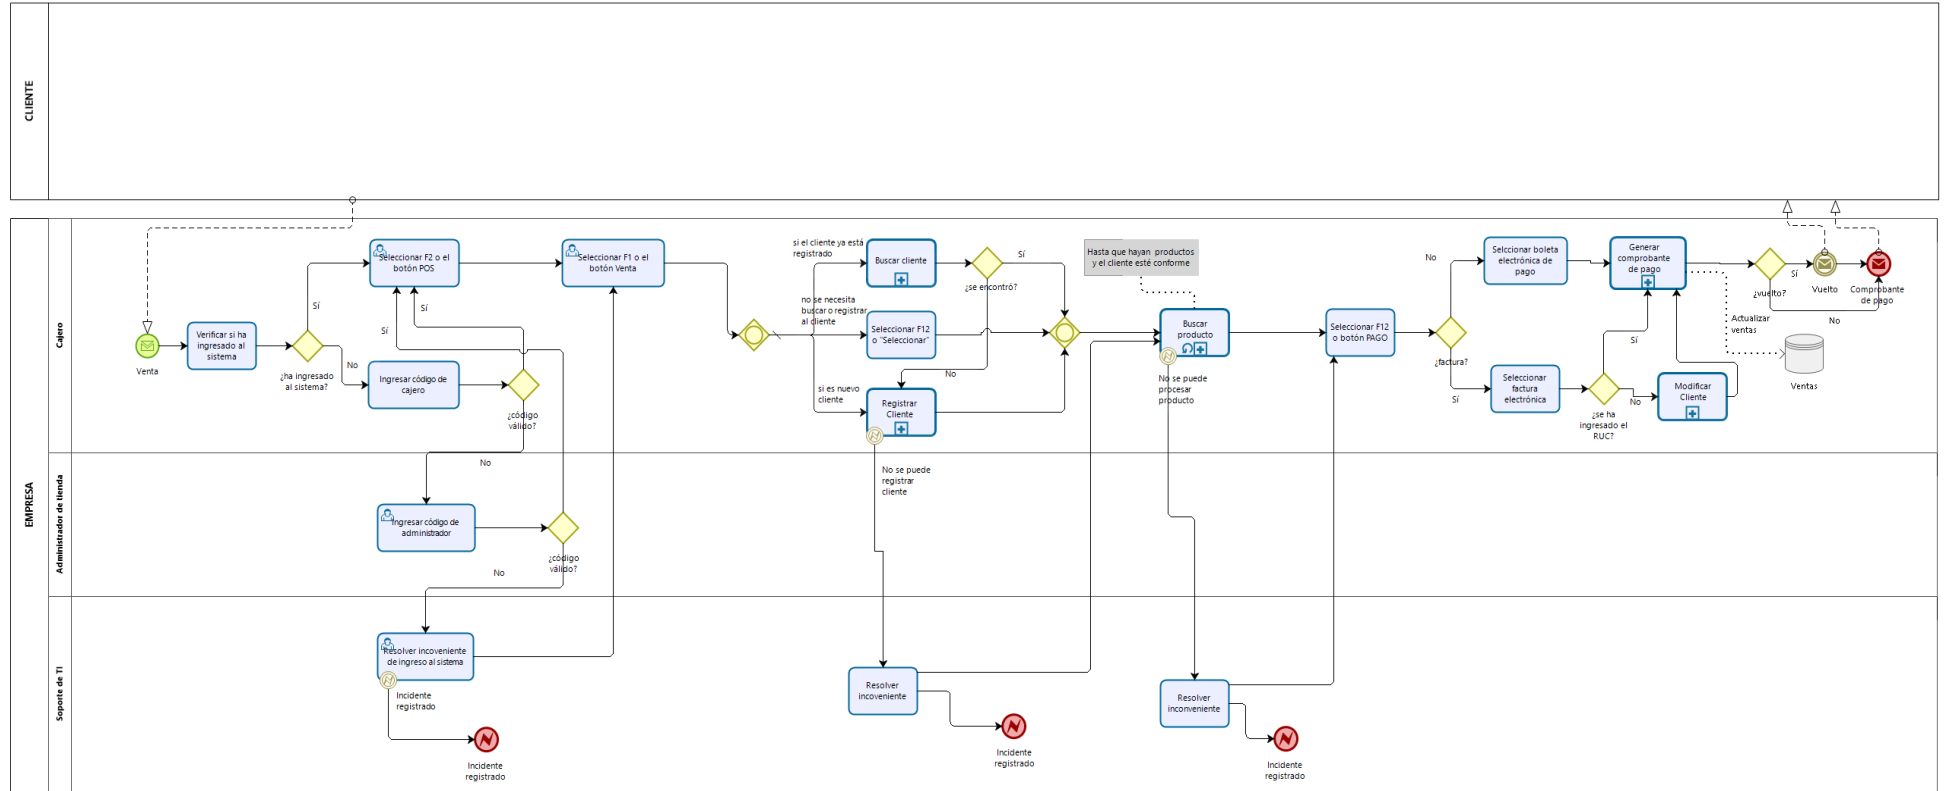 CLIENTE
EMPRESA
Cajero
Venta
Verificar si ha
ingresado al
sistema
¿ha ingresado
al sistema?
Sí
No
Seleccionar F2 o el
botón POS
Sí
Sí
Ingresar código de
cajero
¿código
válido?
No
Seleccionar F1 o el
botón Venta
si el cliente ya está
registrado
no se necesita
buscar o registrar
al cliente
si es nuevo
cliente
Buscar cliente
¿se encontró?
Sí
No
Seleccionar F12
o "Seleccionar"
Registrar
Cliente
No se puede
registrar
cliente
Hasta que hayan productos
y el cliente esté conforme
Buscar
producto
No se puede
procesar
producto
Seleccionar F12
o botón PAGO
¿factura?
No
Sí
Selccionar boleta
electrónica de
pago
Seleccionar
factura
electrónica
¿se ha
ingresado el
RUC?
Sí
No
Modificar
Cliente
Generar
comprobante
de pago
Actualizar
ventas
Ventas
¿vuelto?
Sí
No
Vuelto
Comprobante
de pago
Administrador de tienda
Ingresar código de
administrador
¿código
válido?
No
Soporte de TI
Resolver incoveniente
de ingreso al sistema
Incidente
registrado
Incidente
registrado
Resolver
incoveniente
Incidente
registrado
Resolver
inconveniente
Incidente
registrado